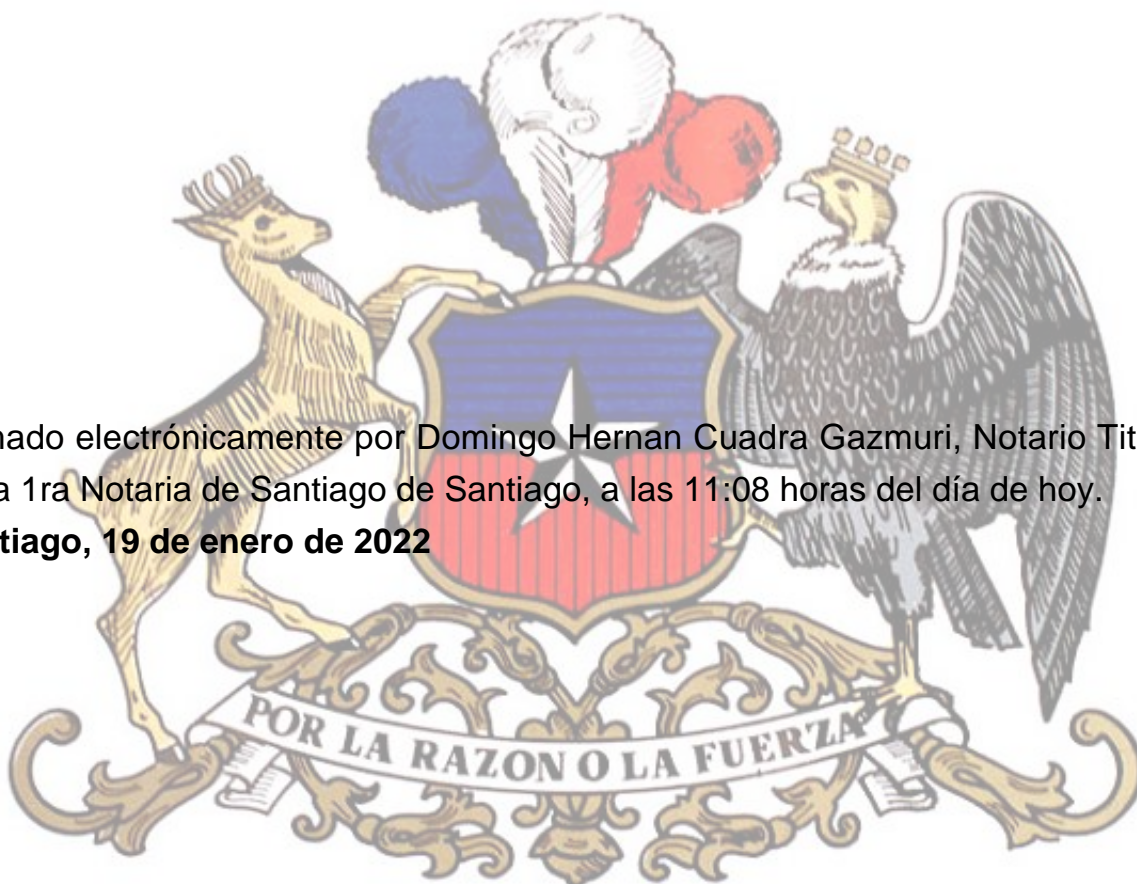 nado electrónicamente por Domingo Hernan Cuadra Gazmuri, Notario Tit
a 1ra Notaria de Santiago de Santiago, a las 11:08 horas del día de hoy.
tiago, 19 de enero de 2022
POR LA RAZON O LA FUERZA